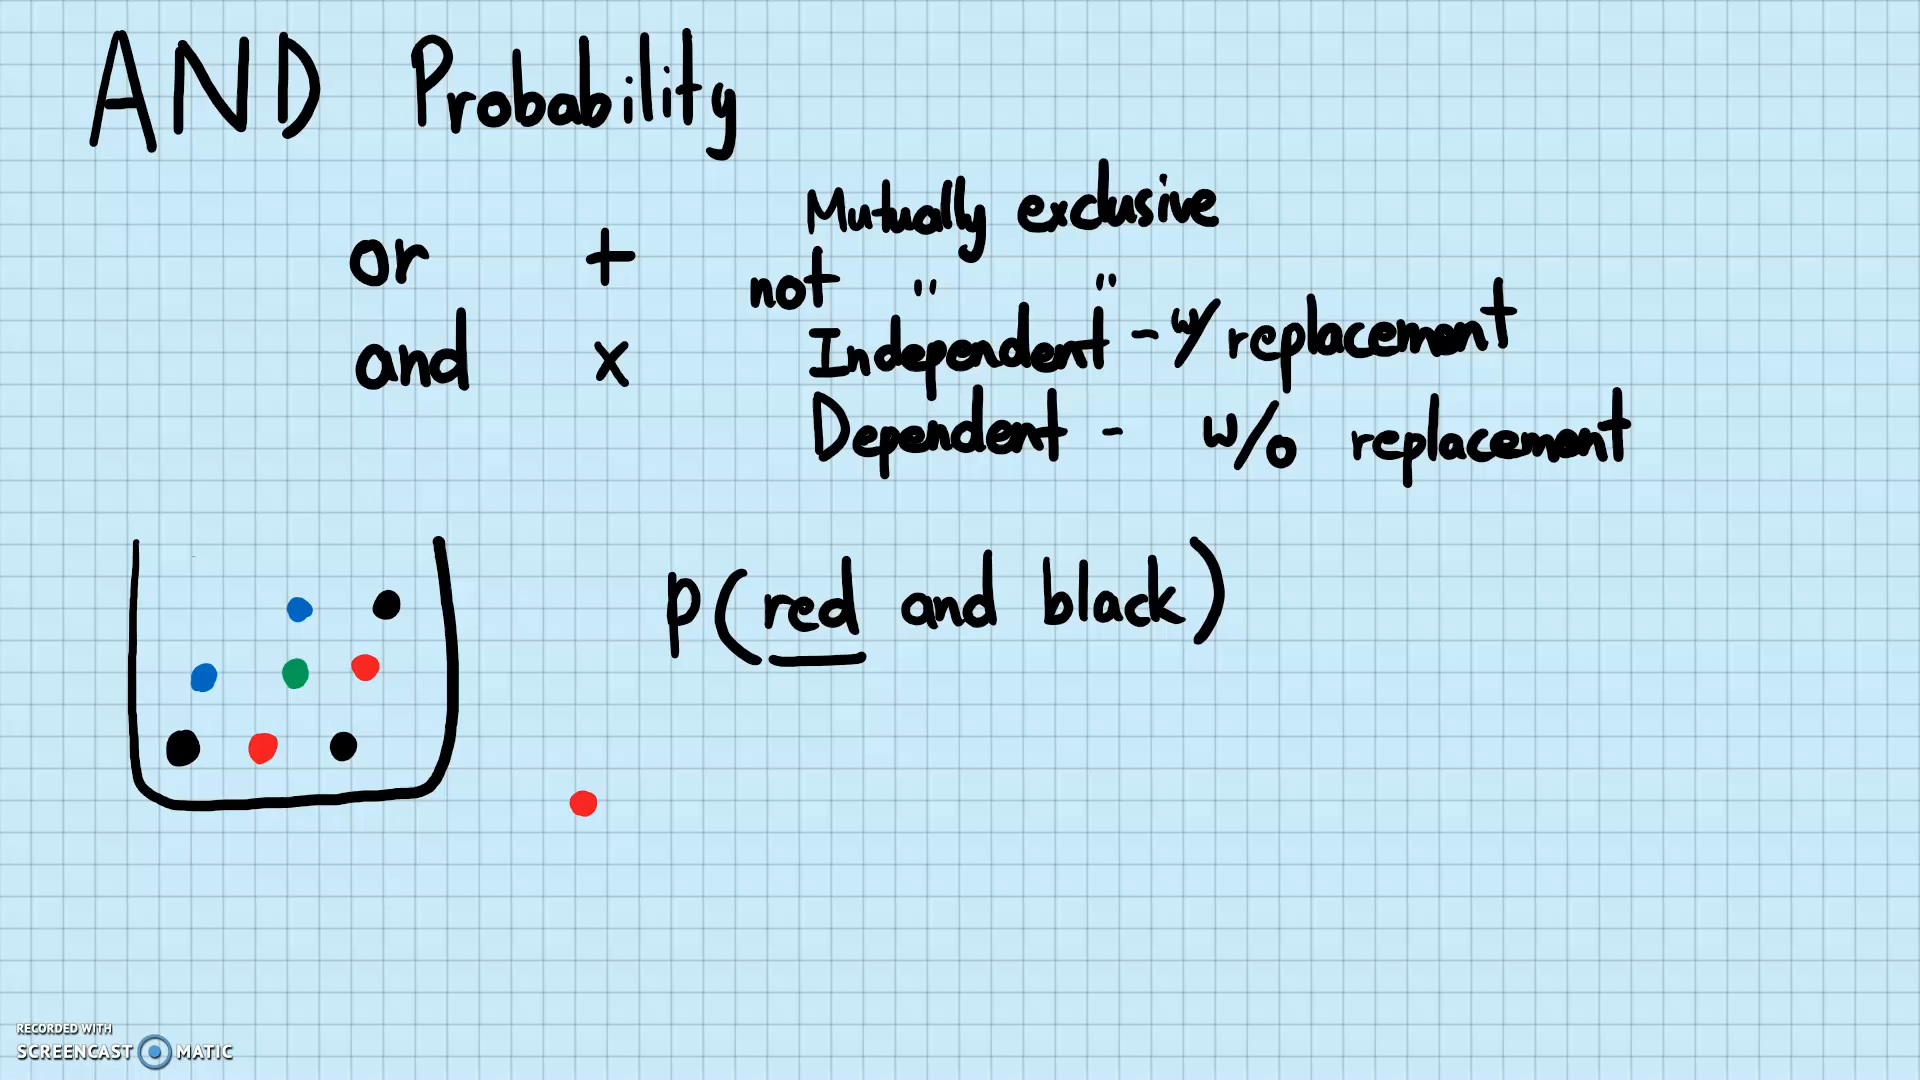 AND Probability
or + Mutually exclusive
not " "
and x Independent - w/ replacement
Dependent - w/o replacement
P(red and black)
RECORDED WITH
SCREENCAST MATIC